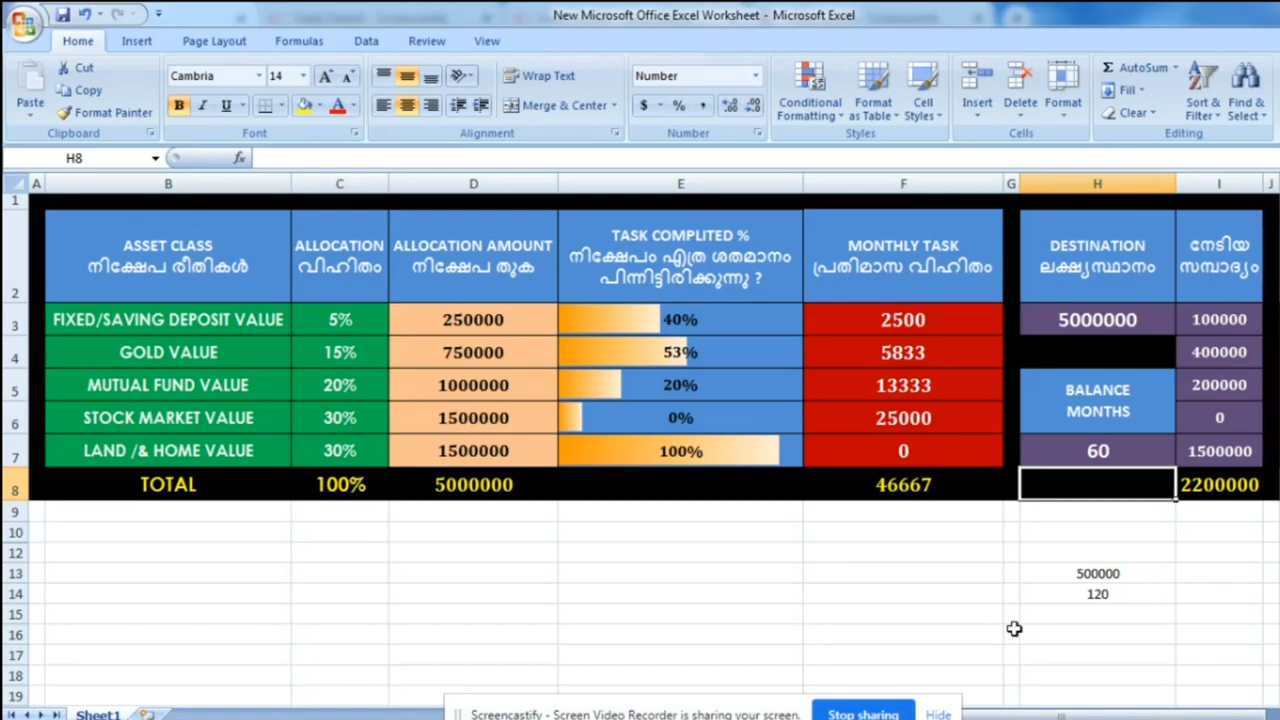 New Microsoft Office Excel Worksheet - Microsoft Excel
Home Insert Page Layout Formulas Data Review View
Paste Cut Copy Format Painter
Cambria 14 Wrap Text Number
B I U Merge & Center $ % ,
Conditional Formatting Format as Table Cell Styles Insert Delete Format
Σ AutoSum Fill Clear Sort & Filter Find & Select
Clipboard Font Alignment Number Styles Cells Editing
H8 fx
A B C D E F G H I J
1
2 ASSET CLASS ALLOCATION ALLOCATION AMOUNT TASK COMPLITED % MONTHLY TASK DESTINATION നേടിയ
നിക്ഷേപ രീതികൾ വിഹിതം നിക്ഷേപ തുക നിക്ഷേപം എത്ര ശതമാനം പ്രതിമാസ വിഹിതം ലക്ഷ്യസ്ഥാനം സമ്പാദ്യം
പിന്നിട്ടിരിക്കുന്നു ?
3 FIXED/SAVING DEPOSIT VALUE 5% 250000 40% 2500 5000000 100000
4 GOLD VALUE 15% 750000 53% 5833 400000
5 MUTUAL FUND VALUE 20% 1000000 20% 13333 BALANCE 200000
6 STOCK MARKET VALUE 30% 1500000 0% 25000 MONTHS 0
7 LAND /& HOME VALUE 30% 1500000 100% 0 60 1500000
8 TOTAL 100% 5000000 46667 2200000
9
10
12
13 500000
14 120
15
16
17
18
19
Sheet1
Screencastify - Screen Video Recorder is sharing your screen. Stop sharing Hide